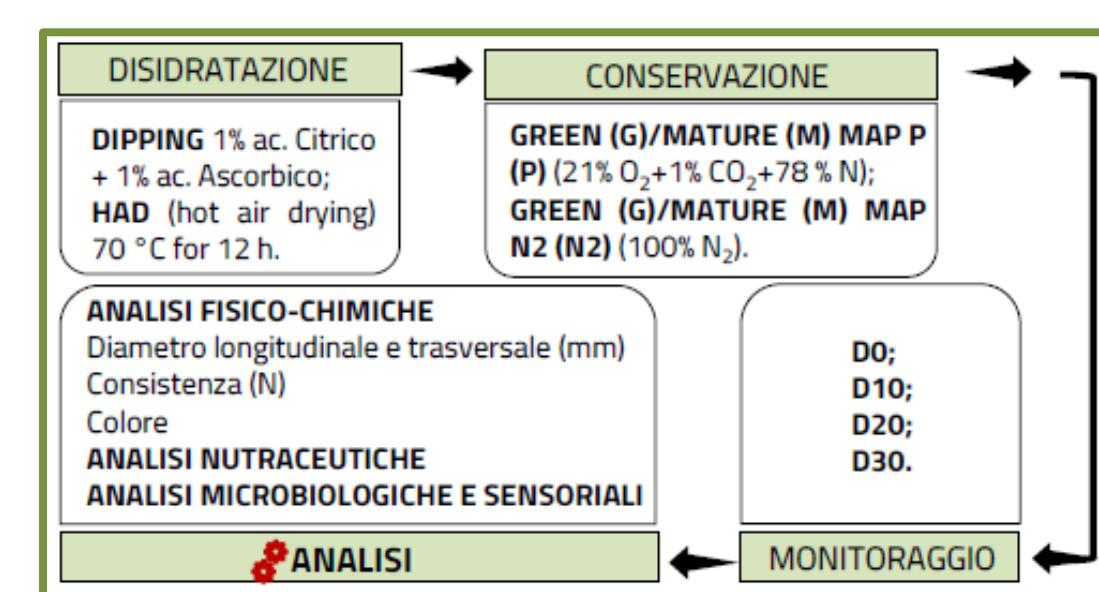 DISIDRATAZIONE
DIPPING 1% ac. Citrico
+ 1% ac. Ascorbico;
HAD (hot air drying)
70 °C for 12 h.
CONSERVAZIONE
GREEN (G)/MATURE (M) MAP P
(P) (21% O₂+1% CO₂+78 % N);
GREEN (G)/MATURE (M) MAP
N2 (N2) (100% N₂).
D0;
D10;
D20;
D30.
MONITORAGGIO
ANALISI FISICO-CHIMICHE
Diametro longitudinale e trasversale (mm)
Consistenza (N)
Colore
ANALISI NUTRACEUTICHE
ANALISI MICROBIOLOGICHE E SENSORIALI
ANALISI